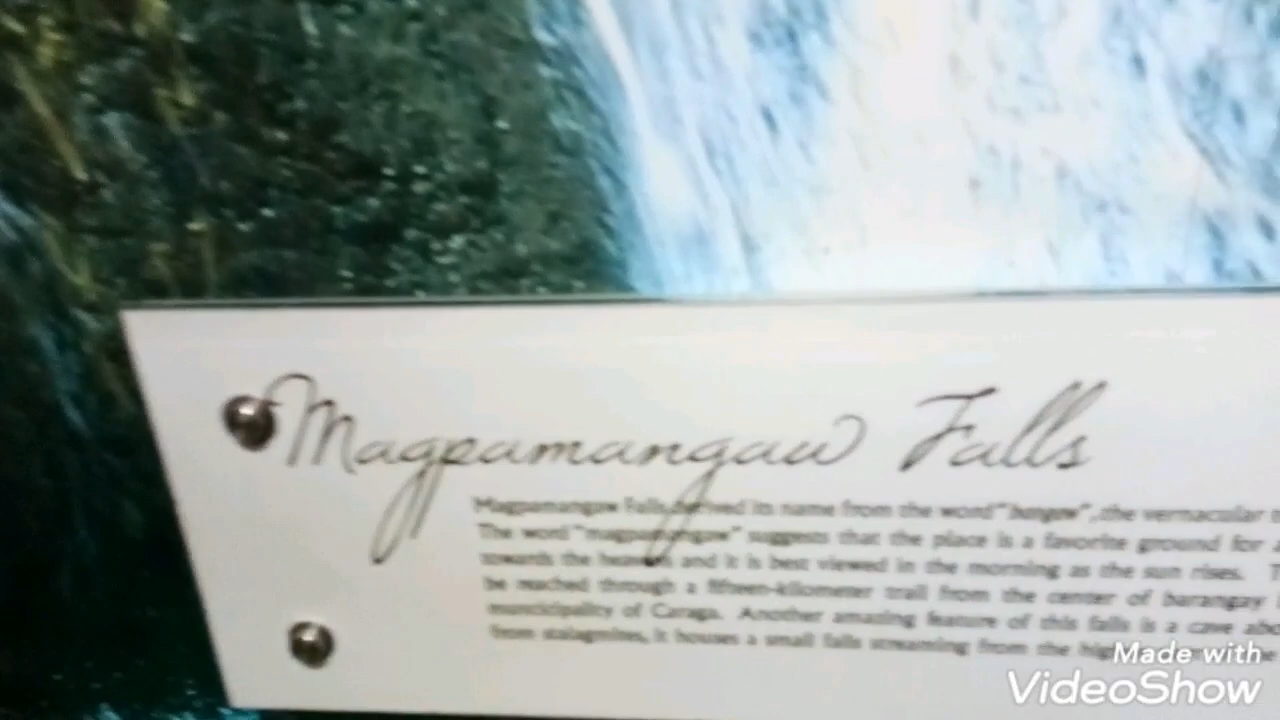 Magpamangaw Falls
Magpamangaw Falls derived its name from the word "hangaw", the vernacular
The word "magpamangaw" suggests that the place is a favorite ground for
towards the heavens and it is best viewed in the morning as the sun rises.
be reached through a fifteen-kilometer trail from the center of barangay
municipality of Caraga. Another amazing feature of this falls is a cave
from stalagmites, it houses a small falls streaming from the
Made with
VideoShow